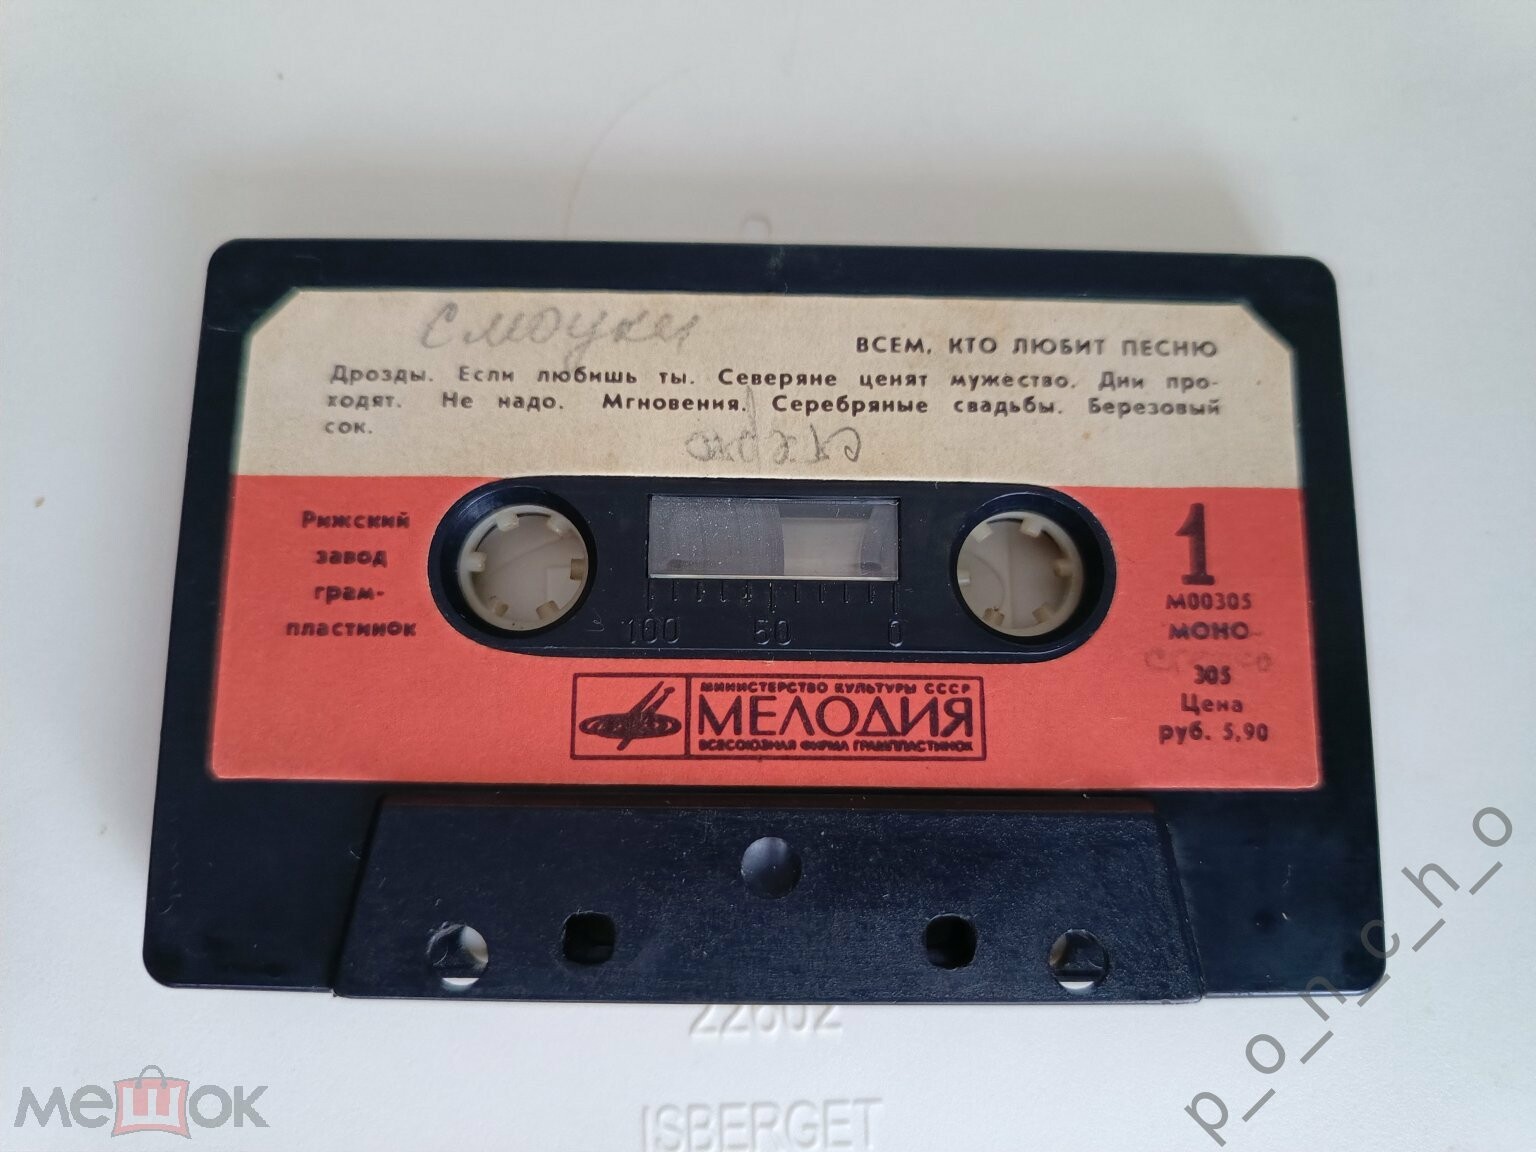 Смоуки
ВСЕМ, КТО ЛЮБИТ ПЕСНЮ
Дрозды. Если любишь ты. Северяне ценят мужество. Дни про-
ходят. Не надо. Мгновения. Серебряные свадьбы. Березовый
сок.
Рижский
завод
грам-
пластинок
1
М00305
МОНО
305
Цена
руб. 5,90
100 50 0
МИНИСТЕРСТВО КУЛЬТУРЫ СССР
МЕЛОДИЯ
ВСЕСОЮЗНАЯ ФИРМА ГРАМПЛАСТИНОК
22602
ISBERGET
мешок
p_o_n_c_h_o